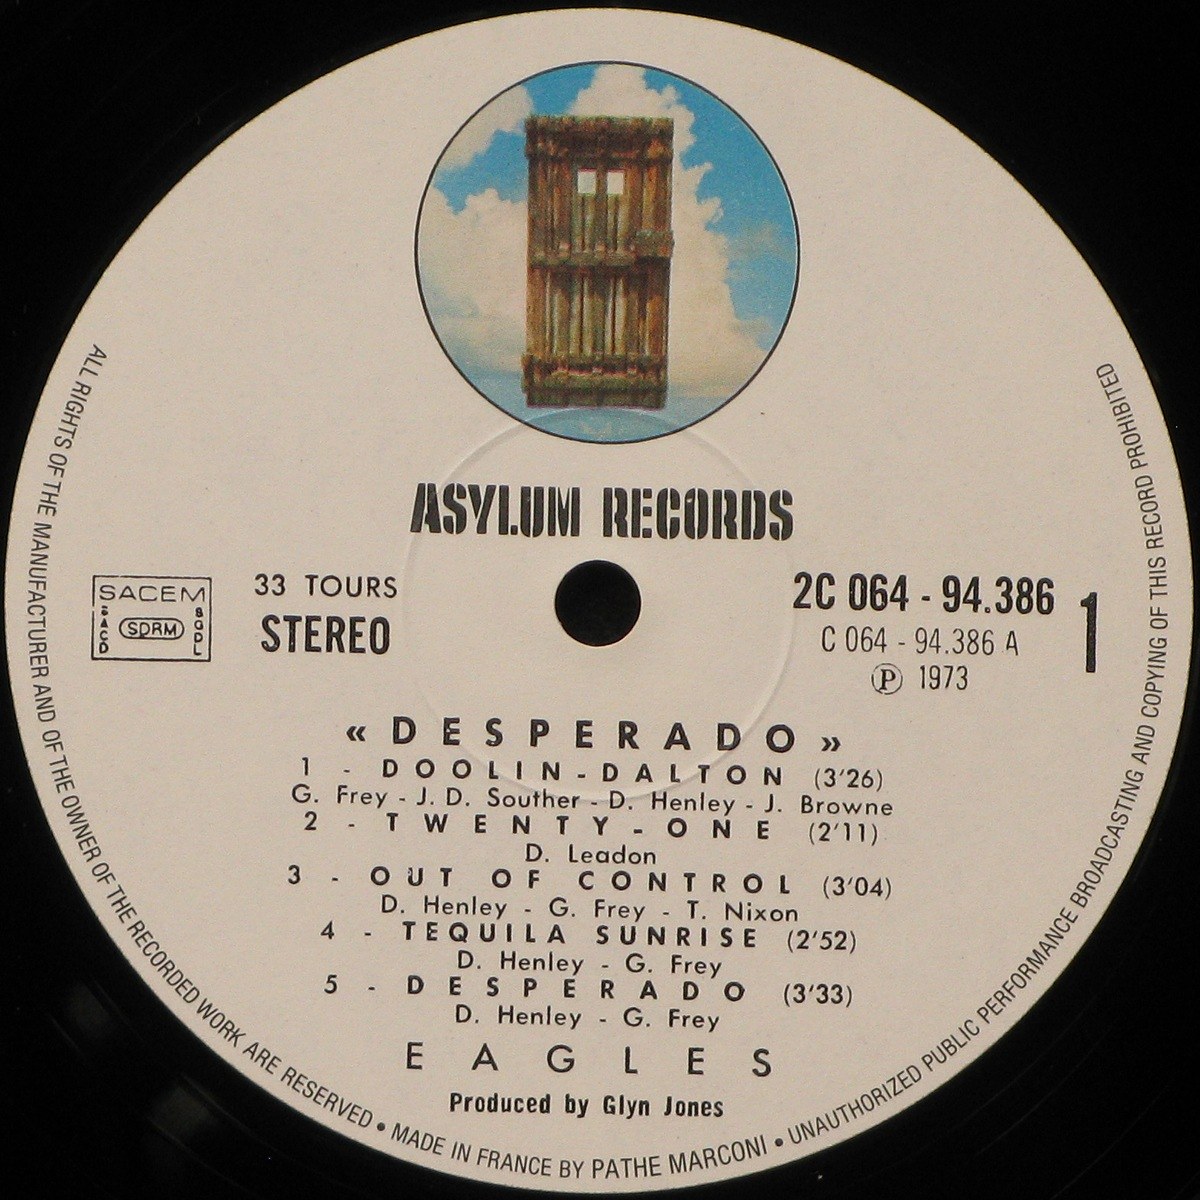 ASYLUM RECORDS
SACEM
SACD
SDRM
SGDL
33 TOURS
STEREO
2C 064 - 94.386
C 064 - 94.386 A
℗ 1973
1
« DESPERADO »
1 - DOOLIN-DALTON (3'26)
G. Frey - J. D. Souther - D. Henley - J. Browne
2 - TWENTY-ONE (2'11)
D. Leadon
3 - OUT OF CONTROL (3'04)
D. Henley - G. Frey - T. Nixon
4 - TEQUILA SUNRISE (2'52)
D. Henley - G. Frey
5 - DESPERADO (3'33)
D. Henley - G. Frey
EAGLES
Produced by Glyn Jones
ALL RIGHTS OF THE MANUFACTURER AND OF THE OWNER OF THE RECORDED WORK ARE RESERVED • MADE IN FRANCE BY PATHE MARCONI • UNAUTHORIZED PUBLIC PERFORMANCE BROADCASTING AND COPYING OF THIS RECORD PROHIBITED